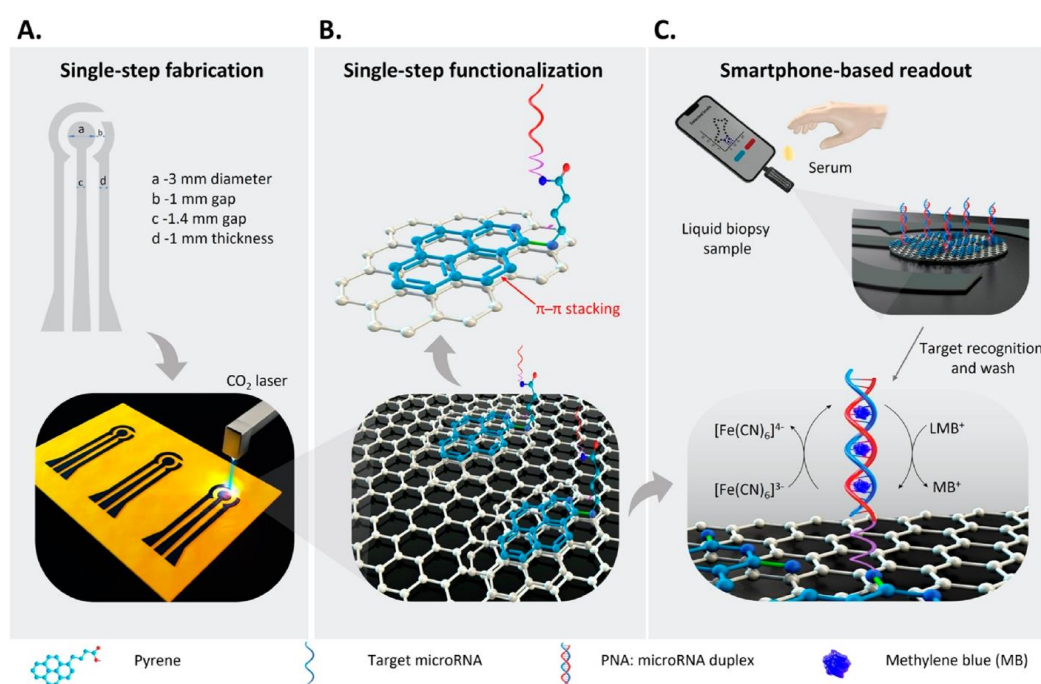 A.
Single-step fabrication
a
b
c
d
a -3 mm diameter
b -1 mm gap
c -1.4 mm gap
d -1 mm thickness
CO₂ laser
B.
Single-step functionalization
π–π stacking
C.
Smartphone-based readout
Serum
Liquid biopsy
sample
Target recognition
and wash
[Fe(CN)₆]⁴⁻
LMB⁺
[Fe(CN)₆]³⁻
MB⁺
Pyrene
Target microRNA
PNA: microRNA duplex
Methylene blue (MB)